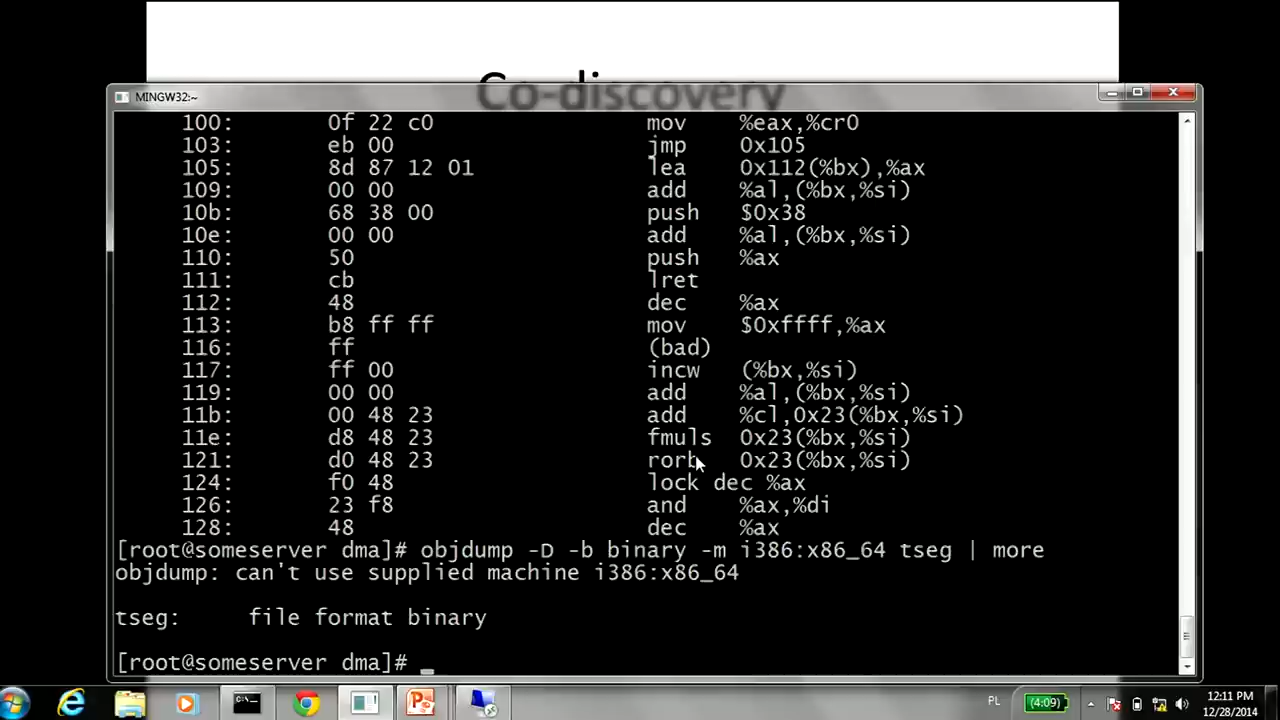 Co-discovery
MINGW32:~
100: 0f 22 c0 mov %eax,%cr0
103: eb 00 jmp 0x105
105: 8d 87 12 01 lea 0x112(%bx),%ax
109: 00 00 add %al,(%bx,%si)
10b: 68 38 00 push $0x38
10e: 00 00 add %al,(%bx,%si)
110: 50 push %ax
111: cb lret
112: 48 dec %ax
113: b8 ff ff mov $0xffff,%ax
116: ff (bad)
117: ff 00 incw (%bx,%si)
119: 00 00 add %al,(%bx,%si)
11b: 00 48 23 add %cl,0x23(%bx,%si)
11e: d8 48 23 fmuls 0x23(%bx,%si)
121: d0 48 23 rorb 0x23(%bx,%si)
124: f0 48 lock dec %ax
126: 23 f8 and %ax,%di
128: 48 dec %ax
[root@someserver dma]# objdump -D -b binary -m i386:x86_64 tseg | more
objdump: can't use supplied machine i386:x86_64
tseg: file format binary
[root@someserver dma]# _
PL
(4:09)
12:11 PM
12/28/2014